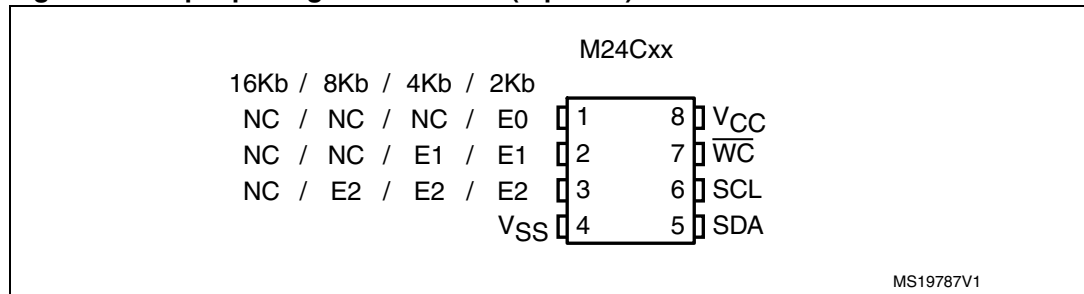 M24Cxx
16Kb / 8Kb / 4Kb / 2Kb
NC / NC / NC / E0 1 8 VCC
NC / NC / E1 / E1 2 7 WC
NC / E2 / E2 / E2 3 6 SCL
VSS 4 5 SDA
MS19787V1